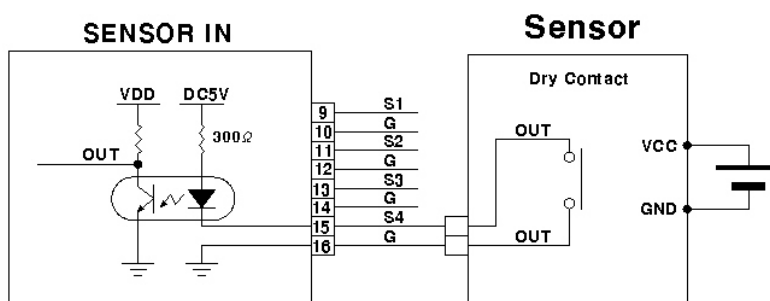 SENSOR IN
Sensor
Dry Contact
VDD DC5V
300Ω
OUT
9 S1
10 G
11 S2
12 G
13 S3
14 G
15 S4
16 G
OUT
OUT
VCC
GND